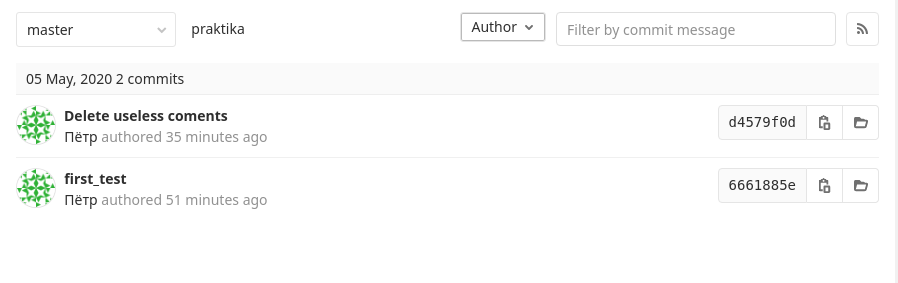 master praktika Author Filter by commit message
05 May, 2020 2 commits
Delete useless coments
Пётр authored 35 minutes ago
d4579f0d
first_test
Пётр authored 51 minutes ago
6661885e